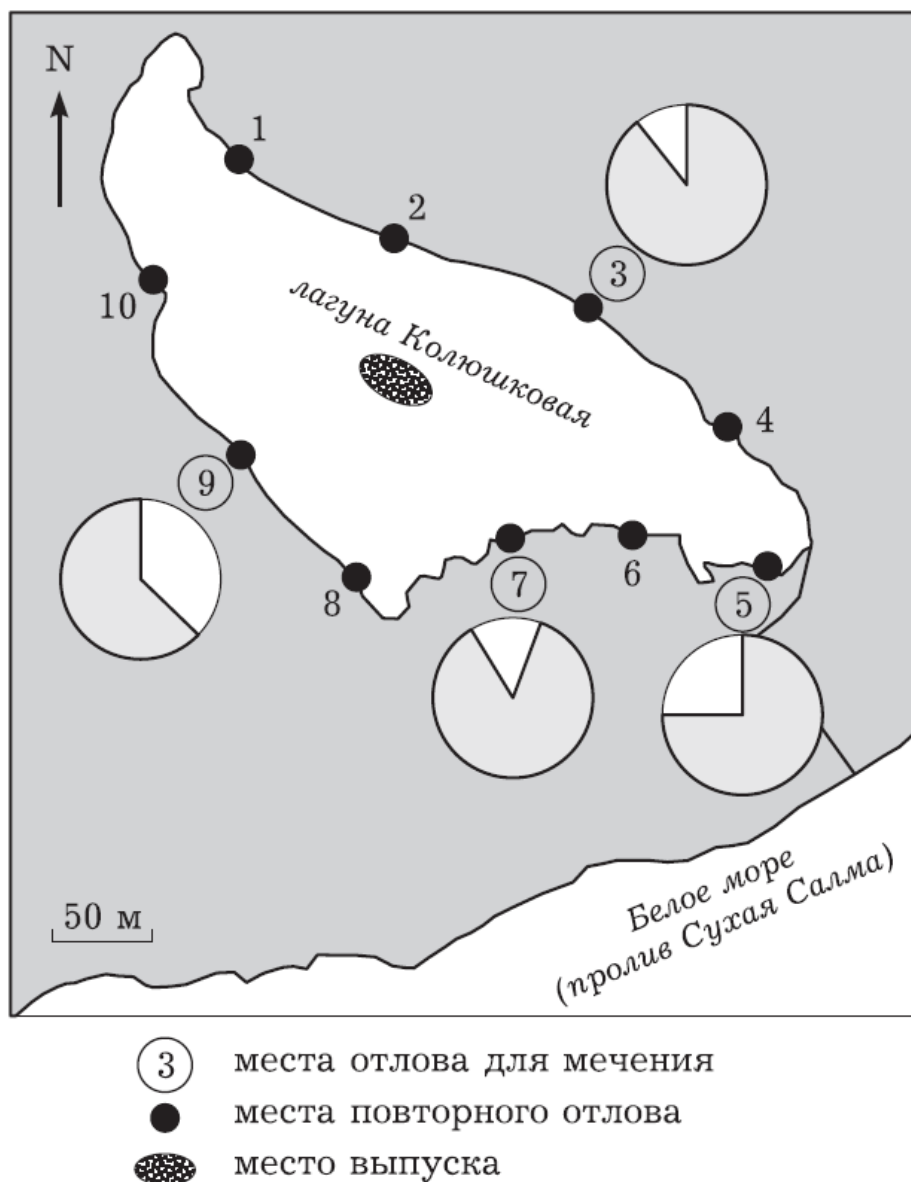 N
1
2
3
лагуна Колюшковая
10
4
9
8
7
6
5
50 м
Белое море
(пролив Сухая Салма)
3 места отлова для мечения
места повторного отлова
место выпуска